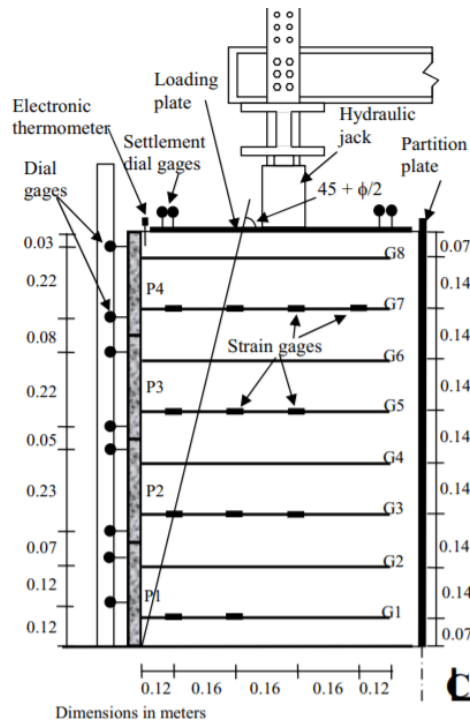 Loading
plate
Hydraulic
jack
Electronic
thermometer
Settlement
dial gages
Partition
plate
Dial
gages
45 + ϕ/2
0.03
0.22
0.08
0.22
0.05
0.23
0.07
0.12
0.12
P4
P3
P2
P1
G8
G7
Strain gages
G6
G5
G4
G3
G2
G1
0.07
0.14
0.14
0.14
0.14
0.14
0.14
0.14
0.07
0.12 0.16 0.16 0.16 0.12
C
Dimensions in meters